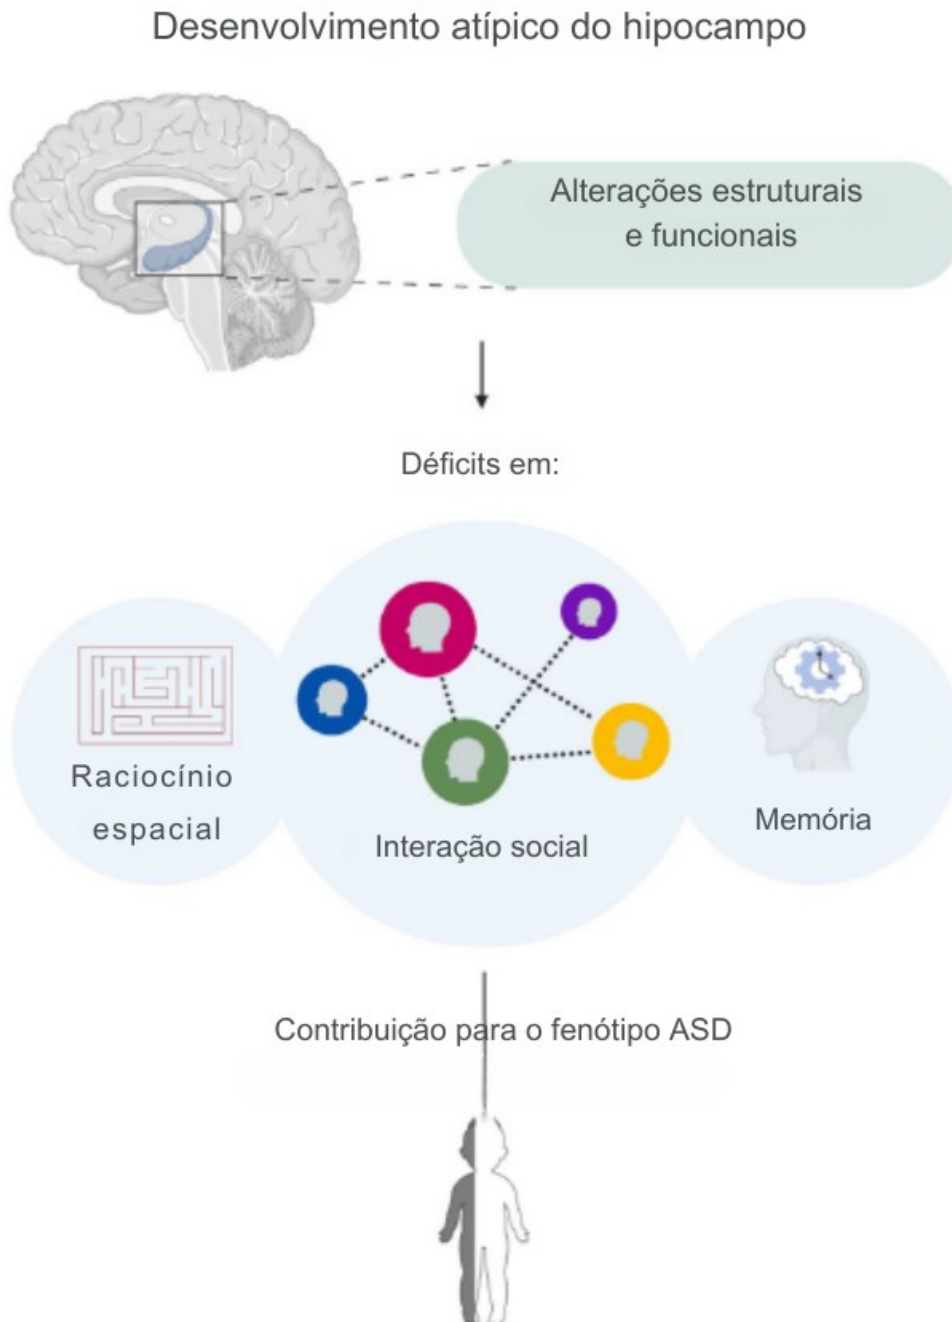 Desenvolvimento atípico do hipocampo
Alterações estruturais
e funcionais
Déficits em:
Raciocínio
espacial
Interação social
Memória
Contribuição para o fenótipo ASD